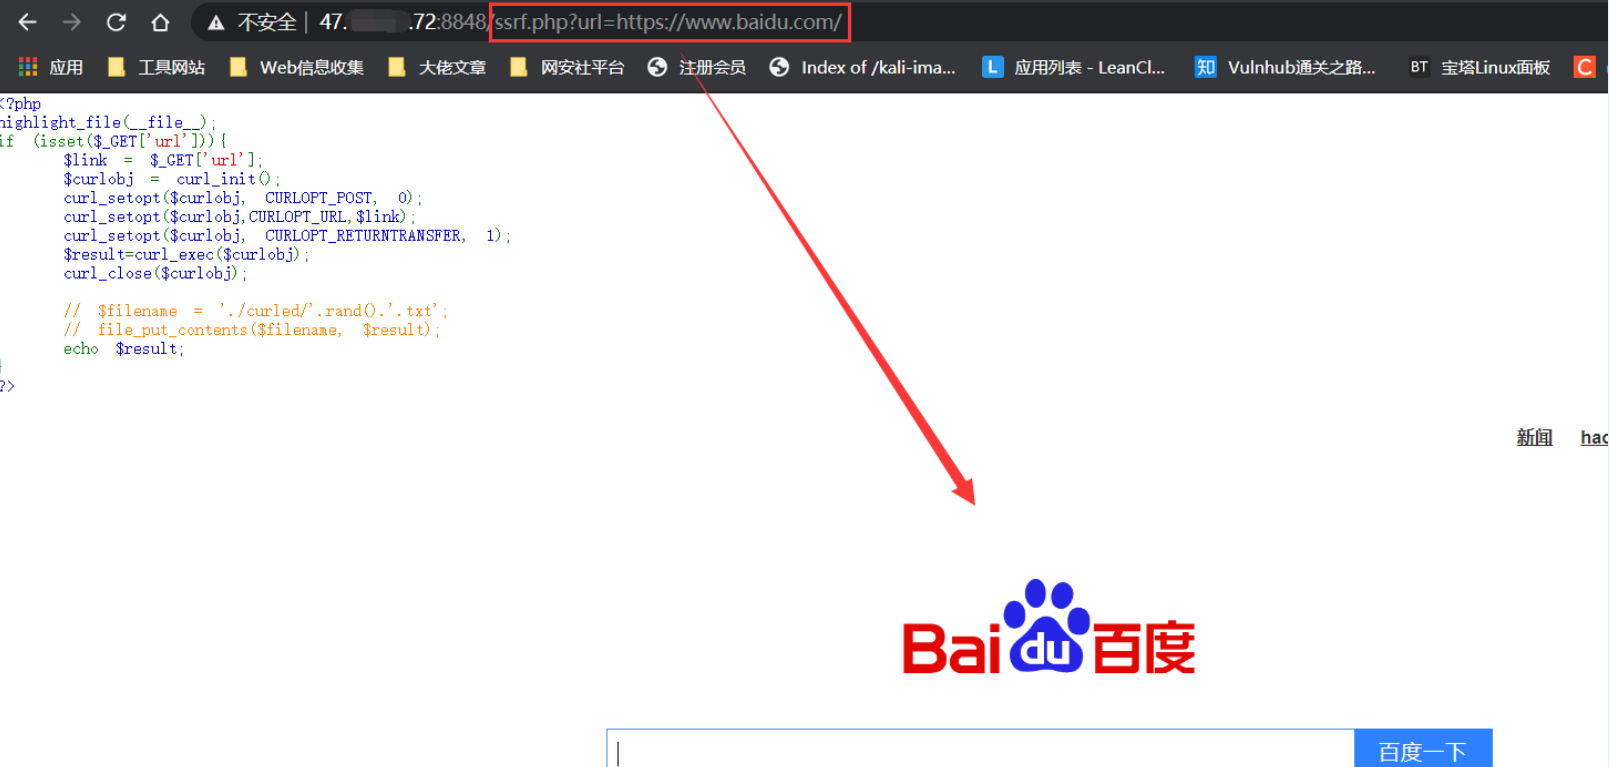 不安全 | 47. .72:8848/ssrf.php?url=https://www.baidu.com/
应用 工具网站 Web信息收集 大佬文章 网安社平台 注册会员 Index of /kali-ima... L 应用列表 - LeanCl... 知 Vulnhub通关之路... BT 宝塔Linux面板 C
<?php
highlight_file(__file__);
if (isset($_GET['url'])){
$link = $_GET['url'];
$curlobj = curl_init();
curl_setopt($curlobj, CURLOPT_POST, 0);
curl_setopt($curlobj,CURLOPT_URL,$link);
curl_setopt($curlobj, CURLOPT_RETURNTRANSFER, 1);
$result=curl_exec($curlobj);
curl_close($curlobj);
// $filename = './curled/'.rand().'.txt';
// file_put_contents($filename, $result);
echo $result;
}
?>
新闻 hao
Bai du 百度
百度一下